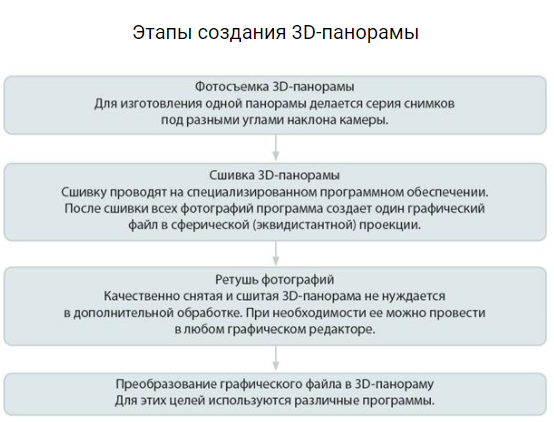 Этапы создания 3D-панорамы
Фотосъемка 3D-панорамы
Для изготовления одной панорамы делается серия снимков
под разными углами наклона камеры.
Сшивка 3D-панорамы
Сшивку проводят на специализированном программном обеспечении.
После сшивки всех фотографий программа создает один графический
файл в сферической (эквидистантной) проекции.
Ретушь фотографий
Качественно снятая и сшитая 3D-панорама не нуждается
в дополнительной обработке. При необходимости ее можно провести
в любом графическом редакторе.
Преобразование графического файла в 3D-панораму
Для этих целей используются различные программы.